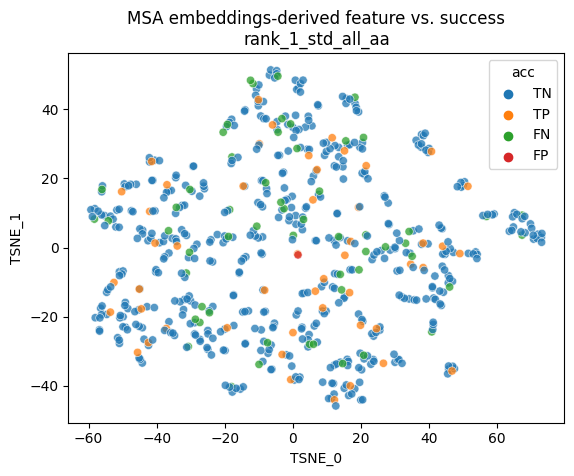 MSA embeddings-derived feature vs. success
rank_1_std_all_aa
acc
TN
TP
FN
FP
40
20
0
−20
−40
TSNE_1
−60
−40
−20
0
20
40
60
TSNE_0